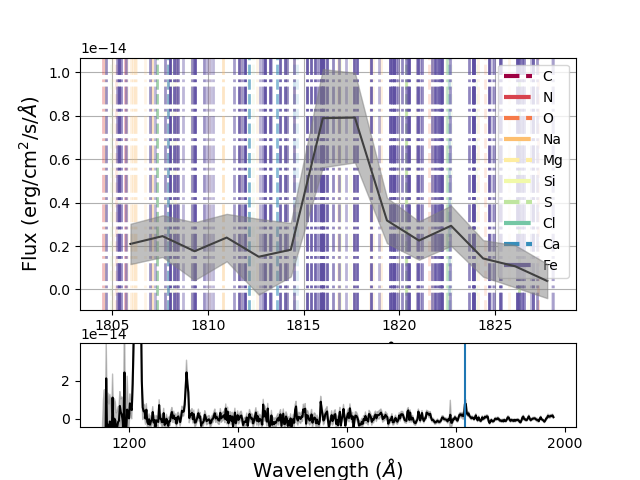 1e−14
Flux (erg/cm²/s/Å)
1.0
0.8
0.6
0.4
0.2
0.0
C
N
O
Na
Mg
Si
S
Cl
Ca
Fe
1805 1810 1815 1820 1825
1e−14
2
0
1200 1400 1600 1800 2000
Wavelength (Å)